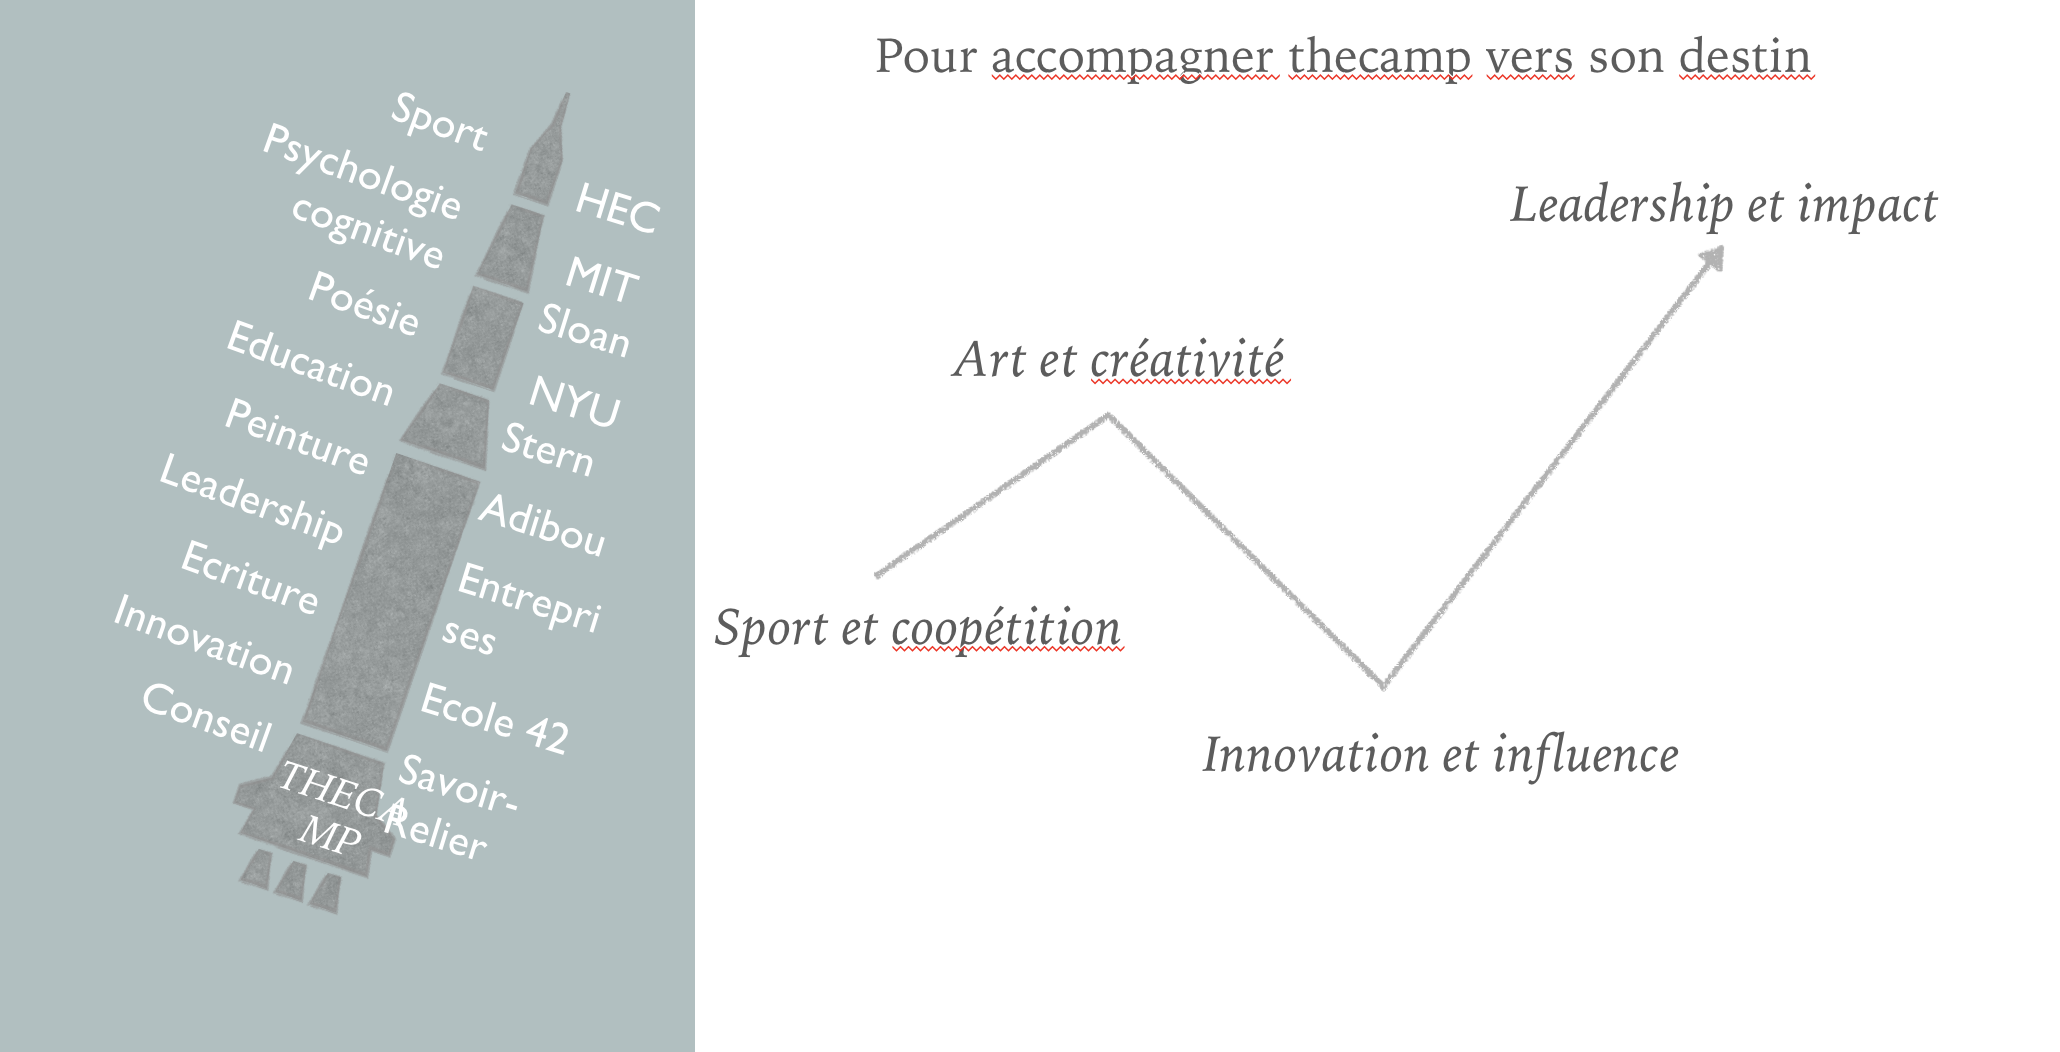 Sport
Psychologie
cognitive
Poésie
Education
Peinture
Leadership
Ecriture
Innovation
Conseil
HEC
MIT
Sloan
NYU
Stern
Adibou
Entrepri
ses
Ecole 42
Savoir-
Relier
THECA
MP
Pour accompagner thecamp vers son destin
Leadership et impact
Art et créativité
Sport et coopétition
Innovation et influence